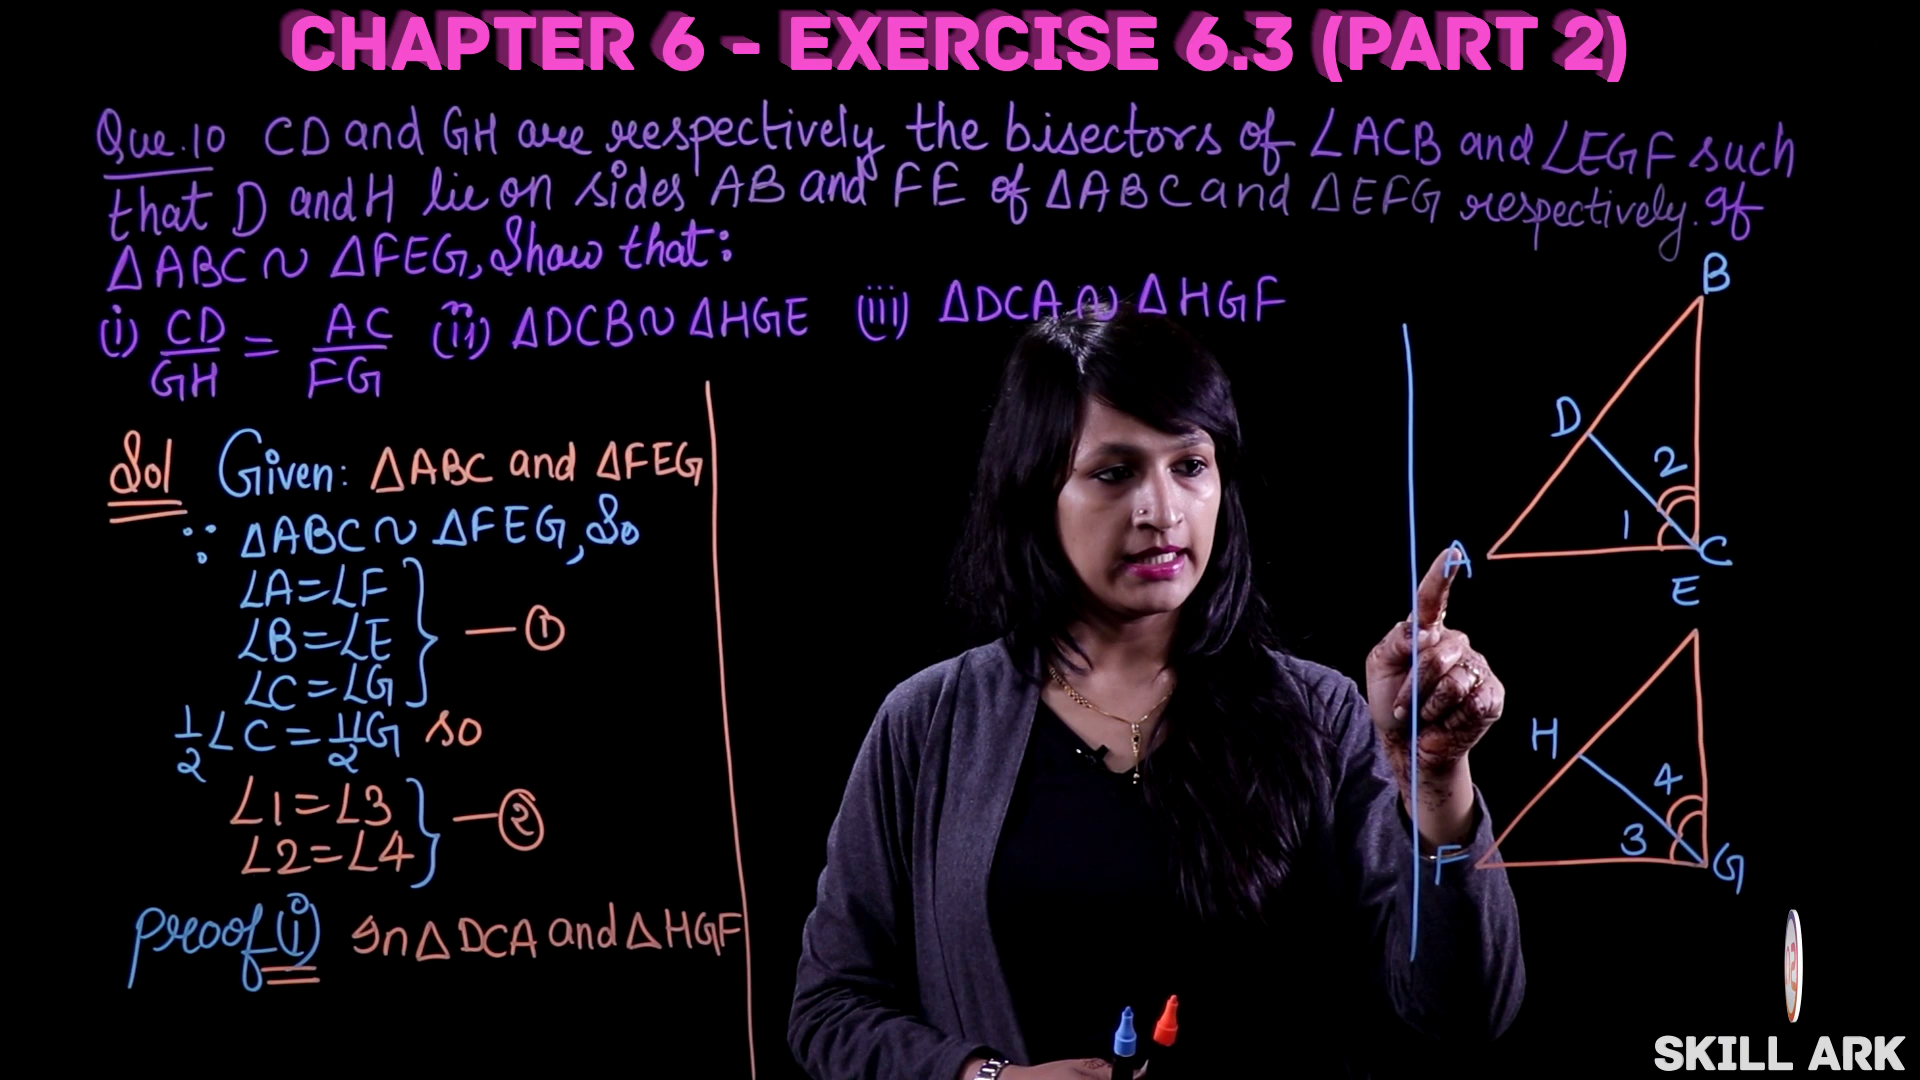 CHAPTER 6 - EXERCISE 6.3 (PART 2)
Que.10 CD and GH are respectively the bisectors of ∠ACB and ∠EGF such
that D and H lie on sides AB and FE of ΔABC and ΔEFG respectively. If
ΔABC ~ ΔFEG, Show that:
(i) CD/GH = AC/FG (ii) ΔDCB ~ ΔHGE (iii) ΔDCA ~ ΔHGF
Sol Given: ΔABC and ΔFEG
∵ ΔABC ~ ΔFEG, So
∠A=∠F
∠B=∠E
∠C=∠G
— ①
1/2 ∠C = 1/2 ∠G so
∠1=∠3
∠2=∠4
— ②
Proof (i) In Δ DCA and Δ HGF
B
D
2
1
A
C
E
H
4
3
F
G
SKILL ARK